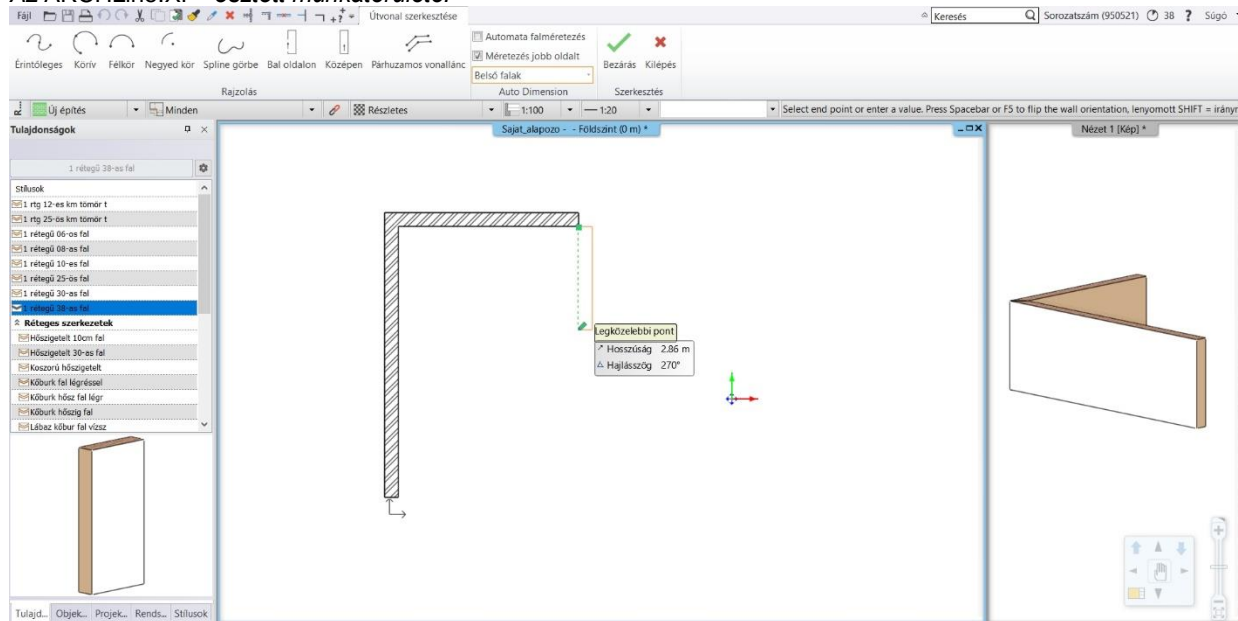 Fájl
Útvonal szerkesztése
Keresés
Sorozatszám (950521)
38
?
Súgó
Érintőleges
Körív
Félkör
Negyed kör
Spline görbe
Bal oldalon
Középen
Párhuzamos vonallánc
Automata falméretezés
Méretezés jobb oldalt
Belső falak
Bezárás
Kilépés
Rajzolás
Auto Dimension
Szerkesztés
Új építés
Minden
Részletes
1:100
1:20
Select end point or enter a value. Press Spacebar or F5 to flip the wall orientation, lenyomott SHIFT = irányr
Tulajdonságok
Sajat_alapozo - - Földszint (0 m) *
Nézet 1 [Kép] *
1 rétegű 38-as fal
Stílusok
1 rtg 12-es km tömör t
1 rtg 25-ös km tömör t
1 rétegű 06-os fal
1 rétegű 08-as fal
1 rétegű 10-es fal
1 rétegű 25-ös fal
1 rétegű 30-as fal
1 rétegű 38-as fal
Réteges szerkezetek
Hőszigetelt 10cm fal
Hőszigetelt 30-as fal
Koszorú hőszigetelt
Kőburk fal légréssel
Kőburk hősz fal légr
Kőburk hőszig fal
Lábaz kőbur fal vízsz
Legközelebbi pont
Hosszúság 2.86 m
Hajlásszög 270°
Tulajd...
Objek...
Projek...
Rends...
Stílusok